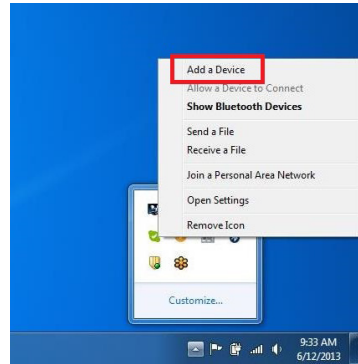 Add a Device
Allow a Device to Connect
Show Bluetooth Devices
Send a File
Receive a File
Join a Personal Area Network
Open Settings
Remove Icon
Customize...
9:33 AM
6/12/2013